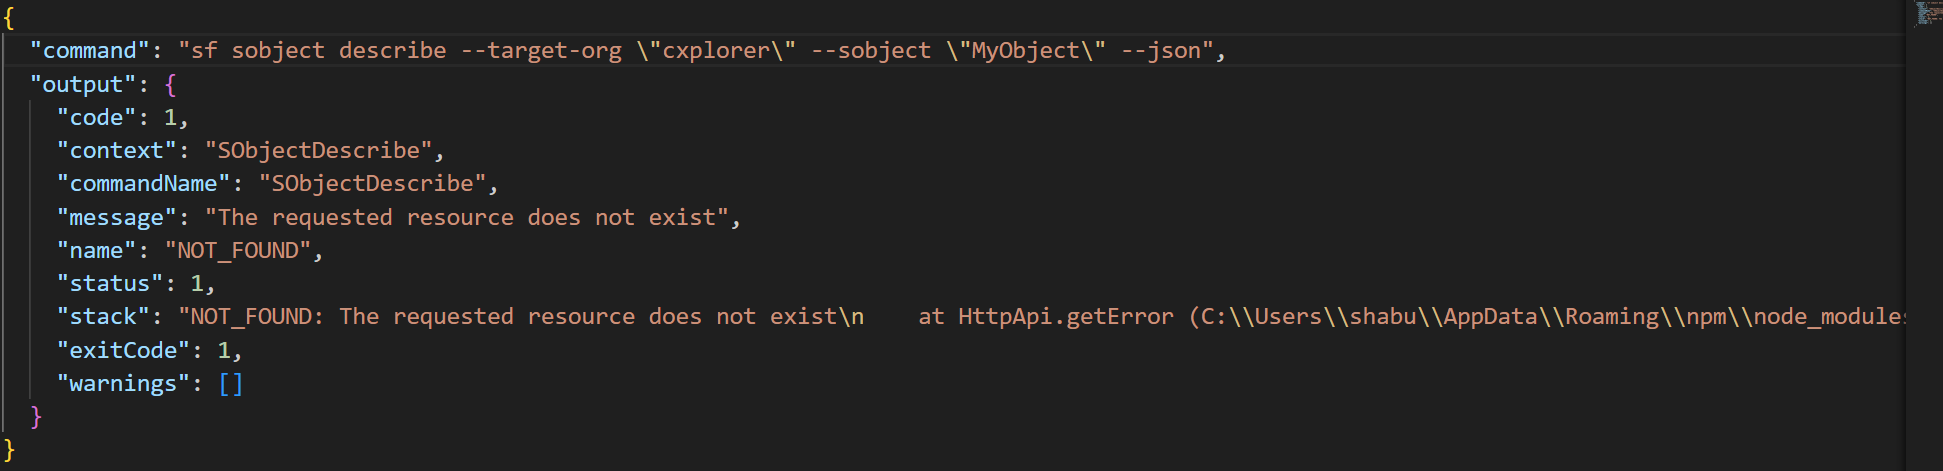 {
  "command": "sf sobject describe --target-org \"cxplorer\" --sobject \"MyObject\" --json",
  "output": {
    "code": 1,
    "context": "SObjectDescribe",
    "commandName": "SObjectDescribe",
    "message": "The requested resource does not exist",
    "name": "NOT_FOUND",
    "status": 1,
    "stack": "NOT_FOUND: The requested resource does not exist\n    at HttpApi.getError (C:\\Users\\shabu\\AppData\\Roaming\\npm\\node_modules
    "exitCode": 1,
    "warnings": []
  }
}